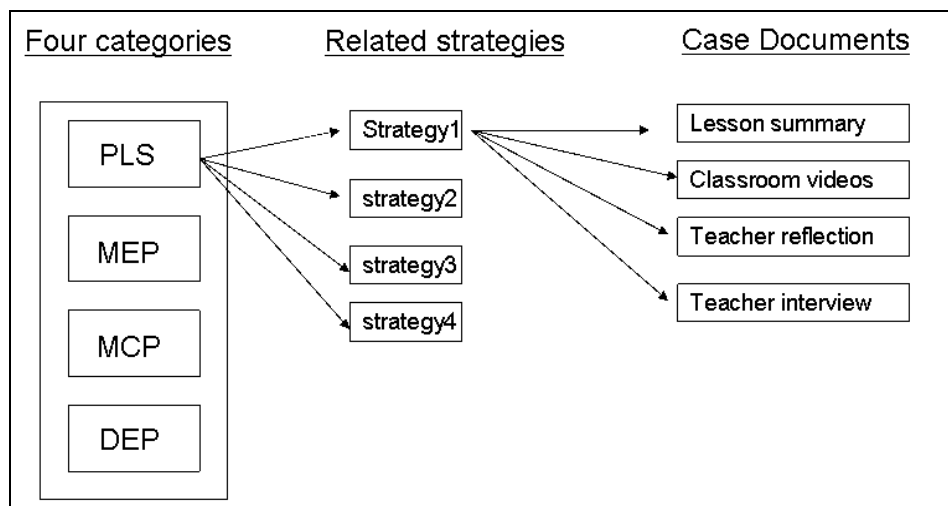 Four categories
Related strategies
Case Documents
PLS
MEP
MCP
DEP
Strategy1
strategy2
strategy3
strategy4
Lesson summary
Classroom videos
Teacher reflection
Teacher interview